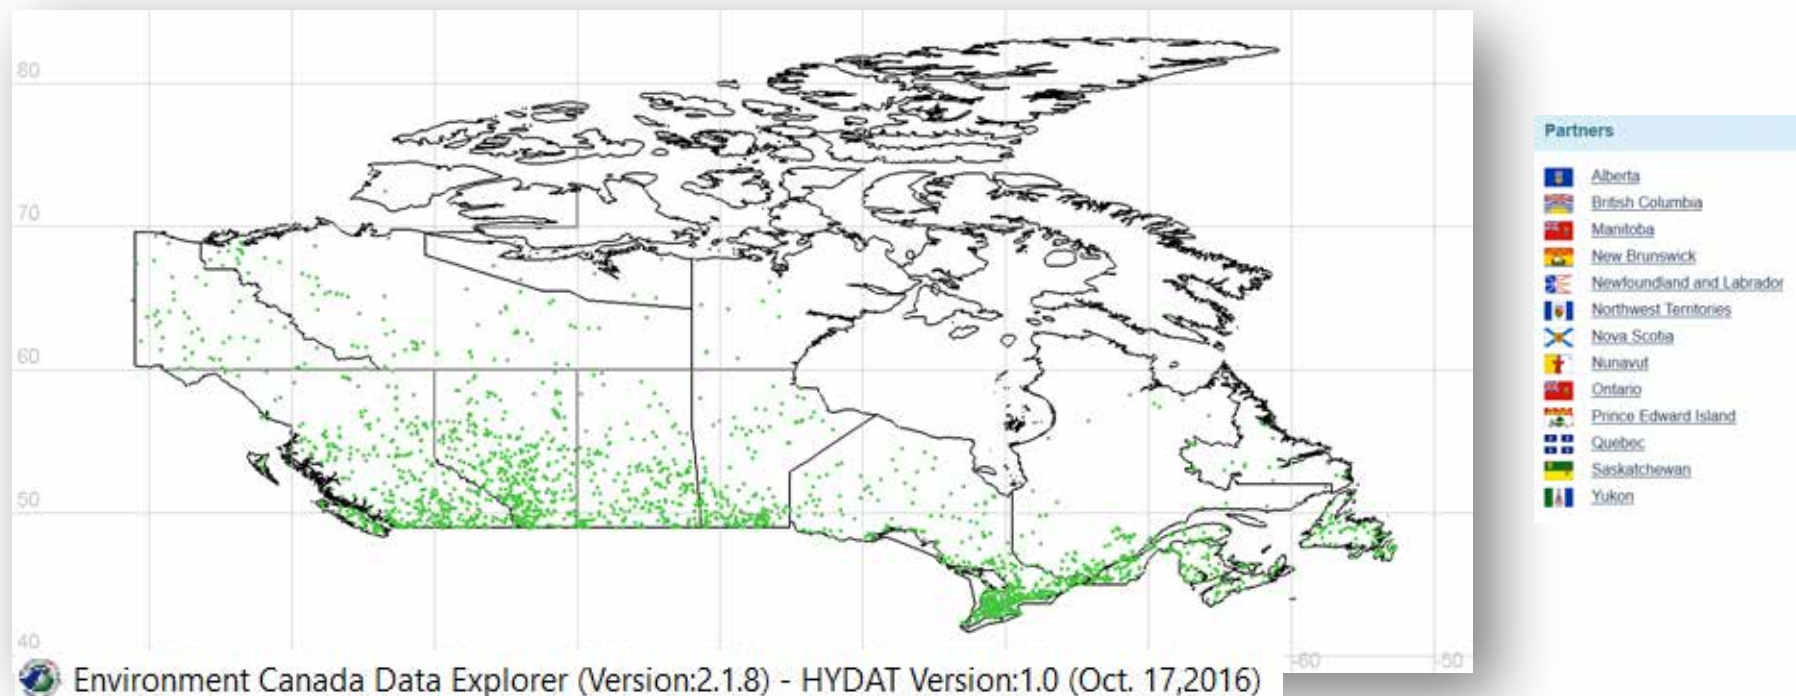 80
70
60
50
40
-60
-50
Environment Canada Data Explorer (Version:2.1.8) - HYDAT Version:1.0 (Oct. 17,2016)
Partners
Alberta
British Columbia
Manitoba
New Brunswick
Newfoundland and Labrador
Northwest Territories
Nova Scotia
Nunavut
Ontario
Prince Edward Island
Quebec
Saskatchewan
Yukon